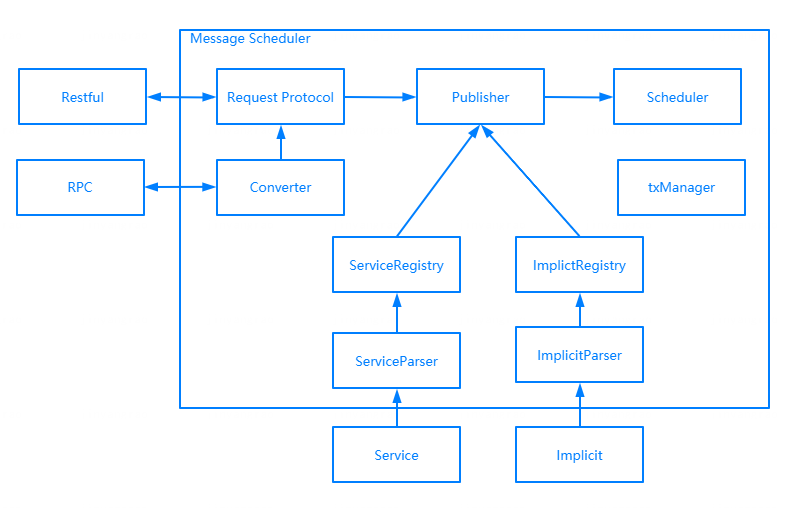 Message Scheduler
Restful
Request Protocol
Publisher
Scheduler
RPC
Converter
txManager
ServiceRegistry
ImplictRegistry
ServiceParser
ImplicitParser
Service
Implicit